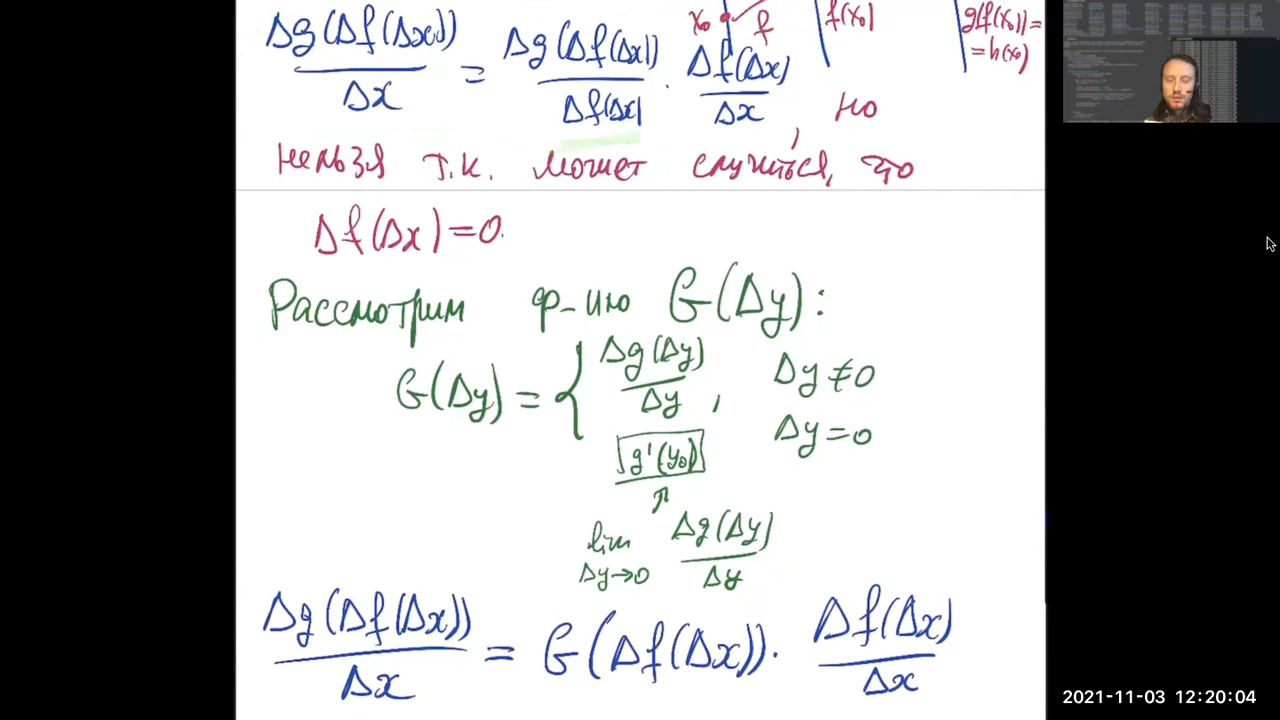 Δg(Δf(Δx)) / Δx = Δg(Δf(Δx)) / Δf(Δx) · Δf(Δx) / Δx , но
x₀ f
f(x₀)
g(f(x₀)) =
= h(x₀)
нельзя т.к. может случиться, что
Δf(Δx)=0.
Рассмотрим ф-ию G(Δy):
G(Δy) = { Δg(Δy) / Δy , Δy ≠ 0
g'(y₀) Δy = 0
↑
lim Δy→0 Δg(Δy) / Δy
Δg(Δf(Δx)) / Δx = G(Δf(Δx)) · Δf(Δx) / Δx
2021-11-03 12:20:04